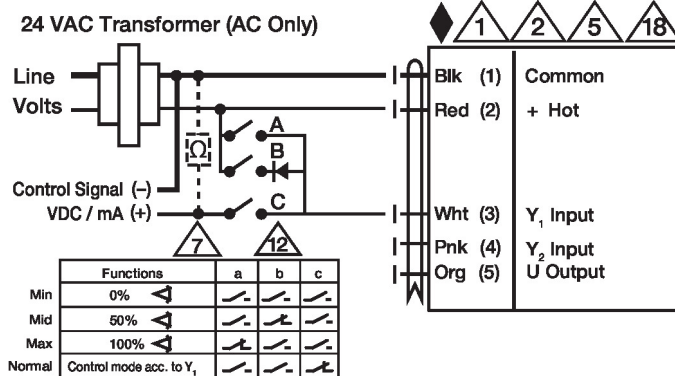 24 VAC Transformer (AC Only)
1 2 5 18
Line
Volts
Blk (1) Common
Red (2) + Hot
A
B
Ω
C
Control Signal (–)
VDC / mA (+)
Wht (3) Y1 Input
Pnk (4) Y2 Input
Org (5) U Output
7 12
Functions a b c
Min 0%
Mid 50%
Max 100%
Normal Control mode acc. to Y1